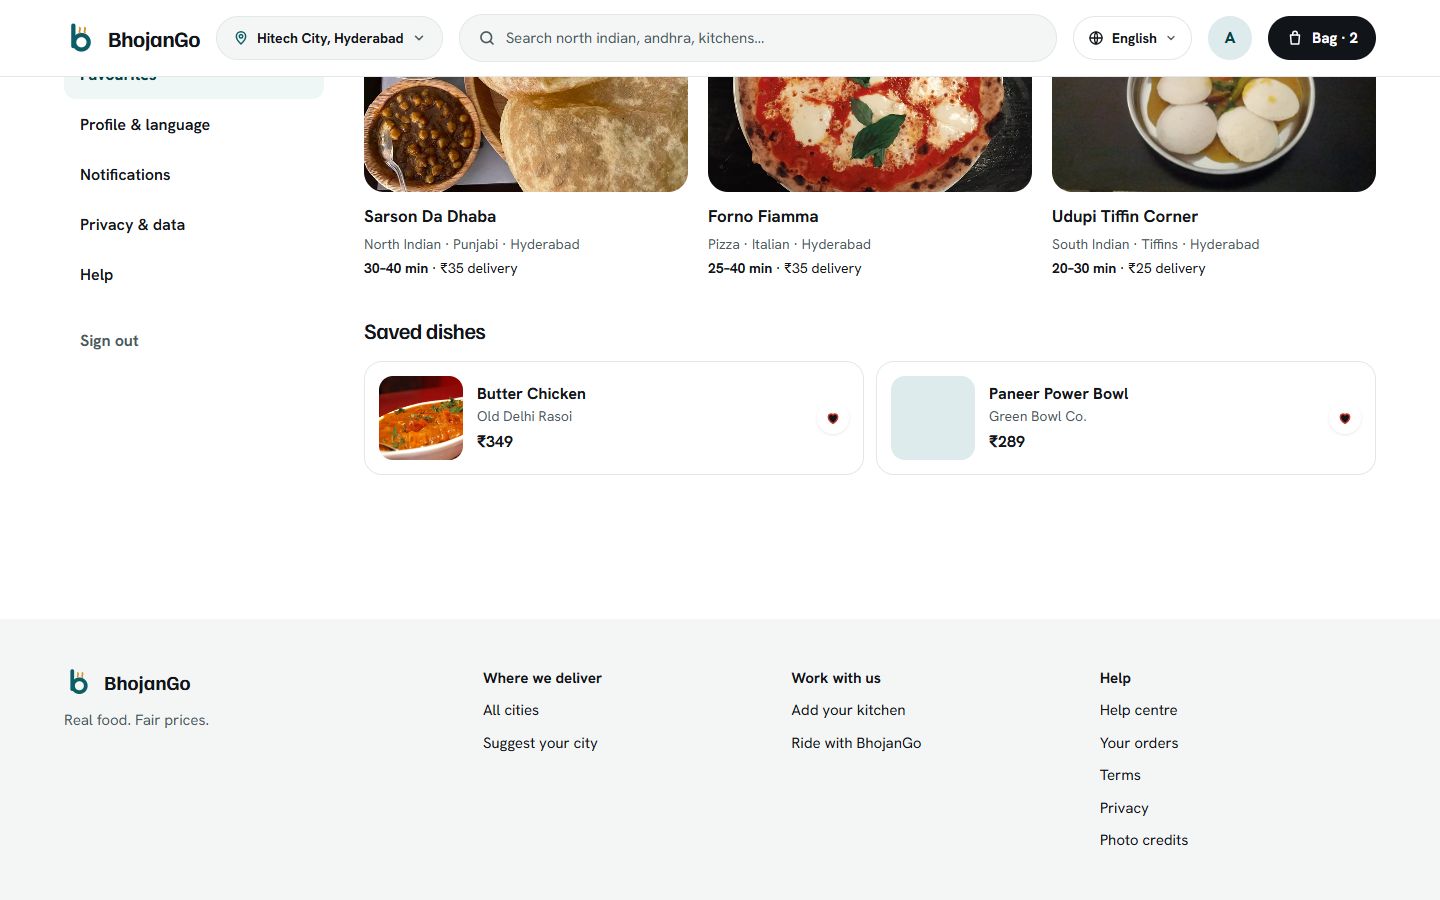 BhojanGo
Hitech City, Hyderabad
Search north indian, andhra, kitchens...
English
A
Bag · 2
Favourites
Profile & language
Notifications
Privacy & data
Help
Sign out
Sarson Da Dhaba
North Indian · Punjabi · Hyderabad
30–40 min · ₹35 delivery
Forno Fiamma
Pizza · Italian · Hyderabad
25–40 min · ₹35 delivery
Udupi Tiffin Corner
South Indian · Tiffins · Hyderabad
20–30 min · ₹25 delivery
Saved dishes
Butter Chicken
Old Delhi Rasoi
₹349
Paneer Power Bowl
Green Bowl Co.
₹289
BhojanGo
Real food. Fair prices.
Where we deliver
All cities
Suggest your city
Work with us
Add your kitchen
Ride with BhojanGo
Help
Help centre
Your orders
Terms
Privacy
Photo credits